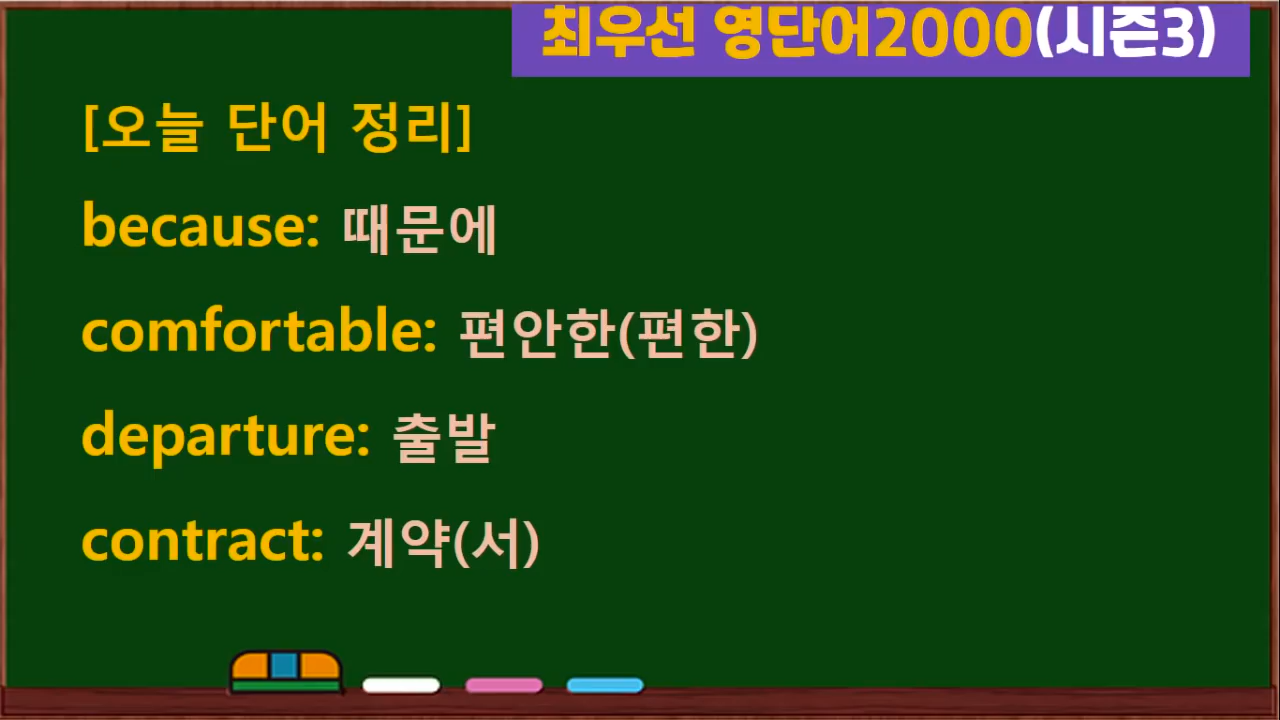 최우선 영단어2000(시즌3)
[오늘 단어 정리]
because: 때문에
comfortable: 편안한(편한)
departure: 출발
contract: 계약(서)